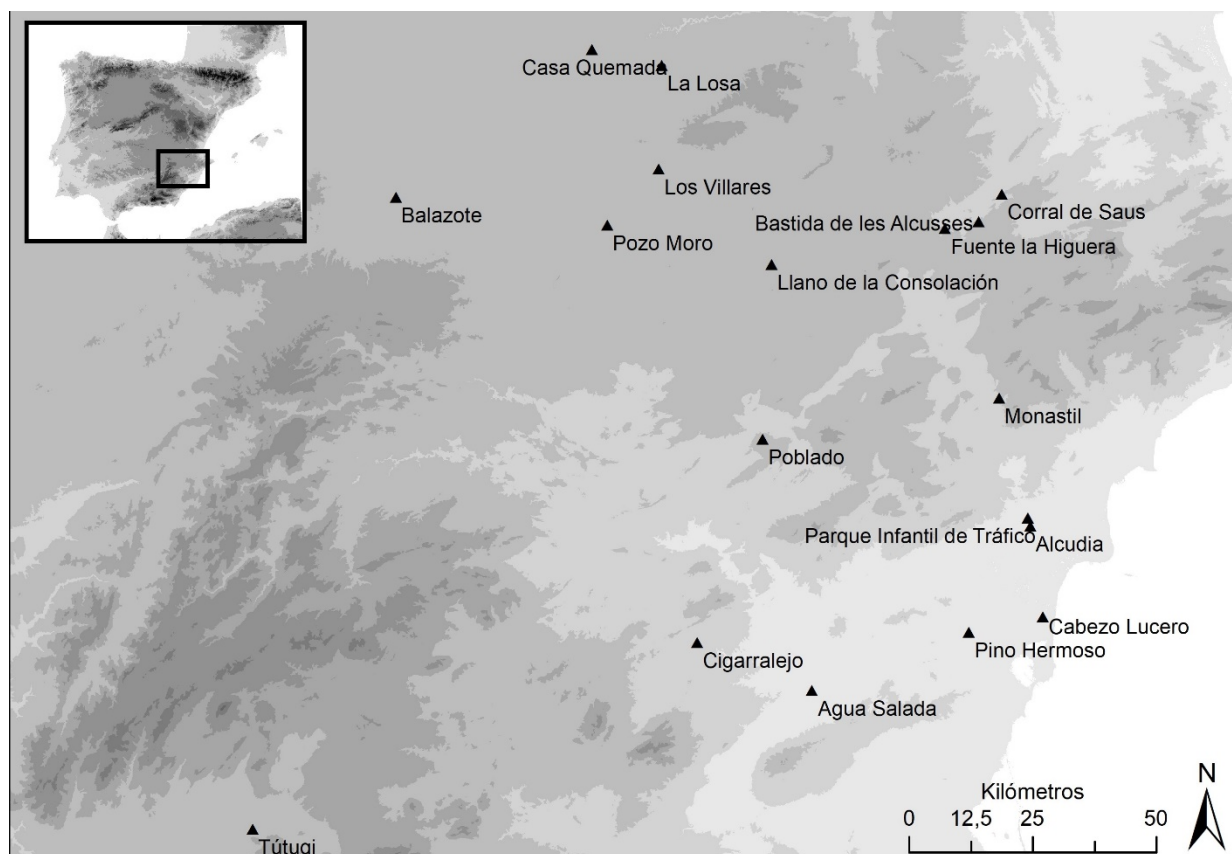 Casa Quemada
La Losa
Los Villares
Balazote
Corral de Saus
Bastida de les Alcusses
Pozo Moro
Fuente la Higuera
Llano de la Consolación
Monastil
Poblado
Parque Infantil de Tráfico
Alcudia
Cabezo Lucero
Pino Hermoso
Cigarralejo
Agua Salada
N
Kilómetros
0 12,5 25 50
Tútugi